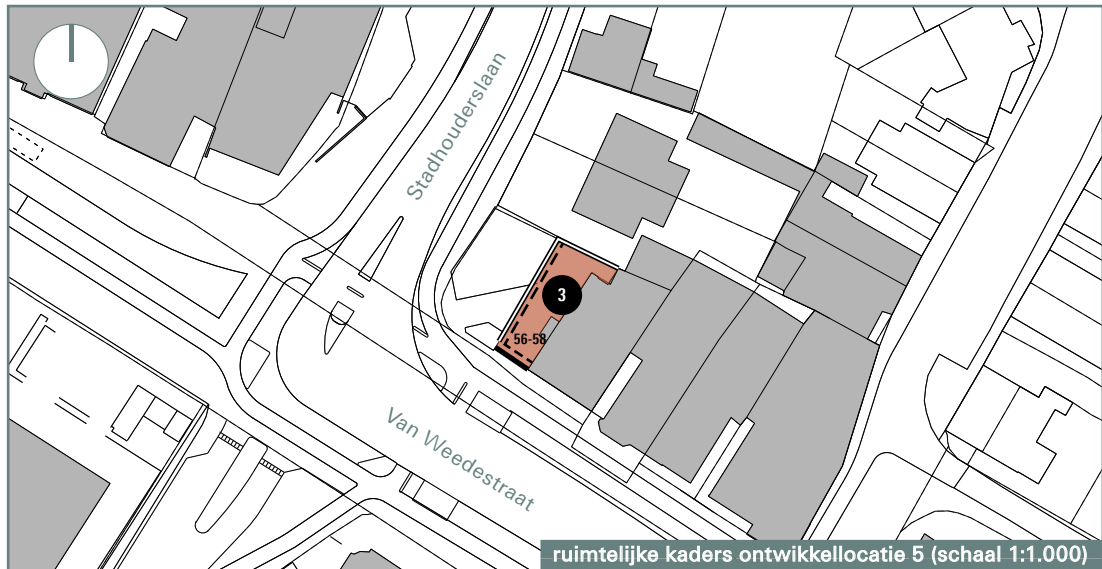 Stadhouderslaan
3
56-58
Van Weedestraat
ruimtelijke kaders ontwikkellocatie 5 (schaal 1:1.000)